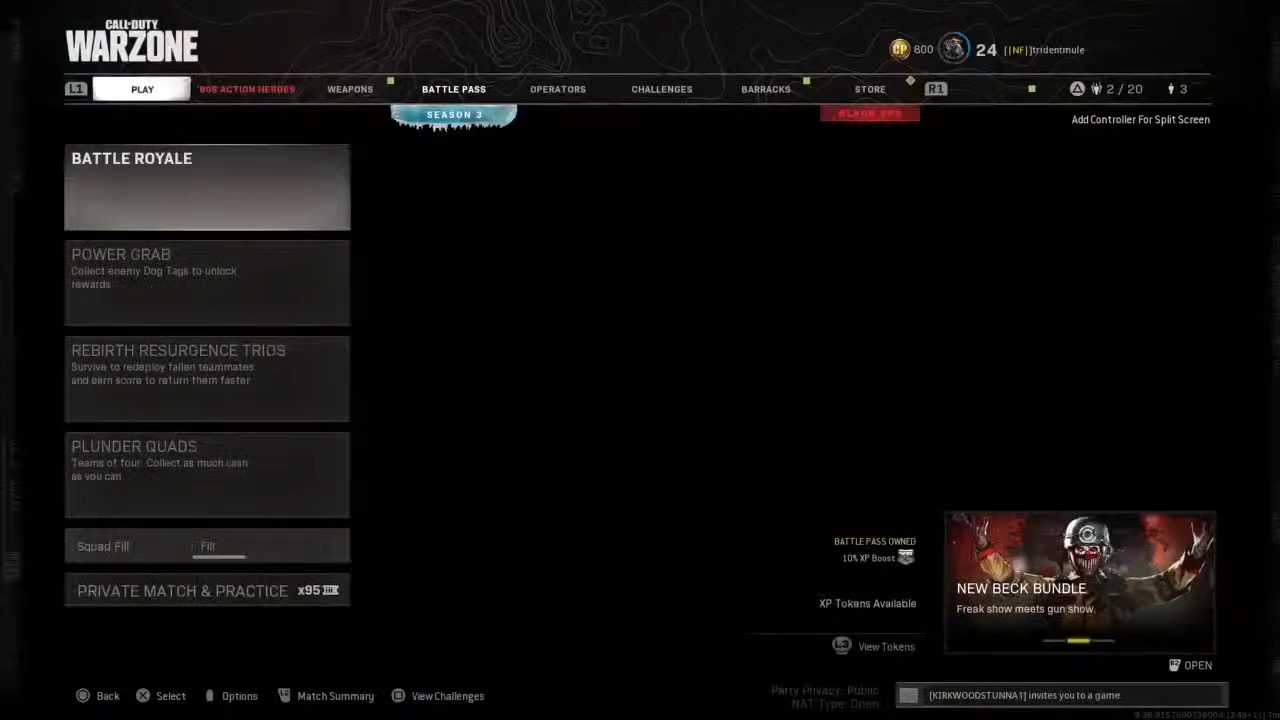 CALL OF DUTY
WARZONE
CP 800 24 [|NF|]tridentmule
L1 PLAY '80S ACTION HEROES WEAPONS BATTLE PASS OPERATORS CHALLENGES BARRACKS STORE R1 2 / 20 3
SEASON 3
Add Controller For Split Screen
BATTLE ROYALE
POWER GRAB
Collect enemy Dog Tags to unlock
rewards
REBIRTH RESURGENCE TRIOS
Survive to redeploy fallen teammates
and earn score to return them faster
PLUNDER QUADS
Teams of four. Collect as much cash
as you can
Squad Fill Fill
PRIVATE MATCH & PRACTICE x95
BATTLE PASS OWNED
10% XP Boost
XP Tokens Available
L3 View Tokens
NEW BECK BUNDLE
Freak show meets gun show.
R2 OPEN
Back Select Options Match Summary View Challenges
Party Privacy: Public
NAT Type: Open
[KIRKWOODSTUNNA1] invites you to a game